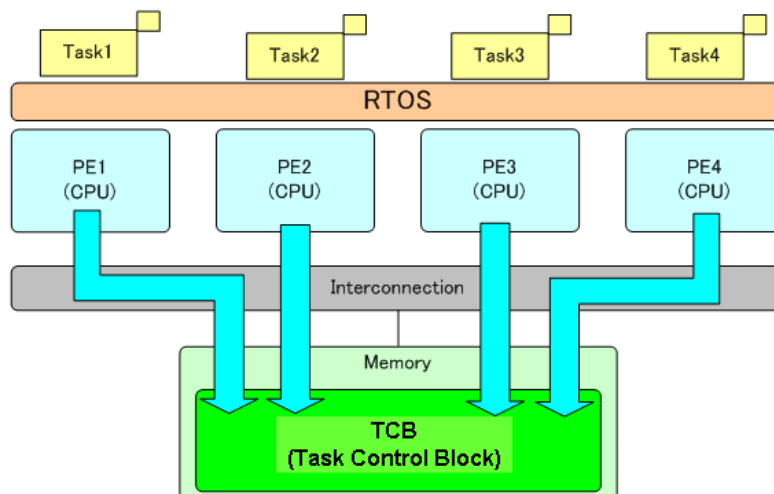 Task1
Task2
Task3
Task4
RTOS
PE1
(CPU)
PE2
(CPU)
PE3
(CPU)
PE4
(CPU)
Interconnection
Memory
TCB
(Task Control Block)